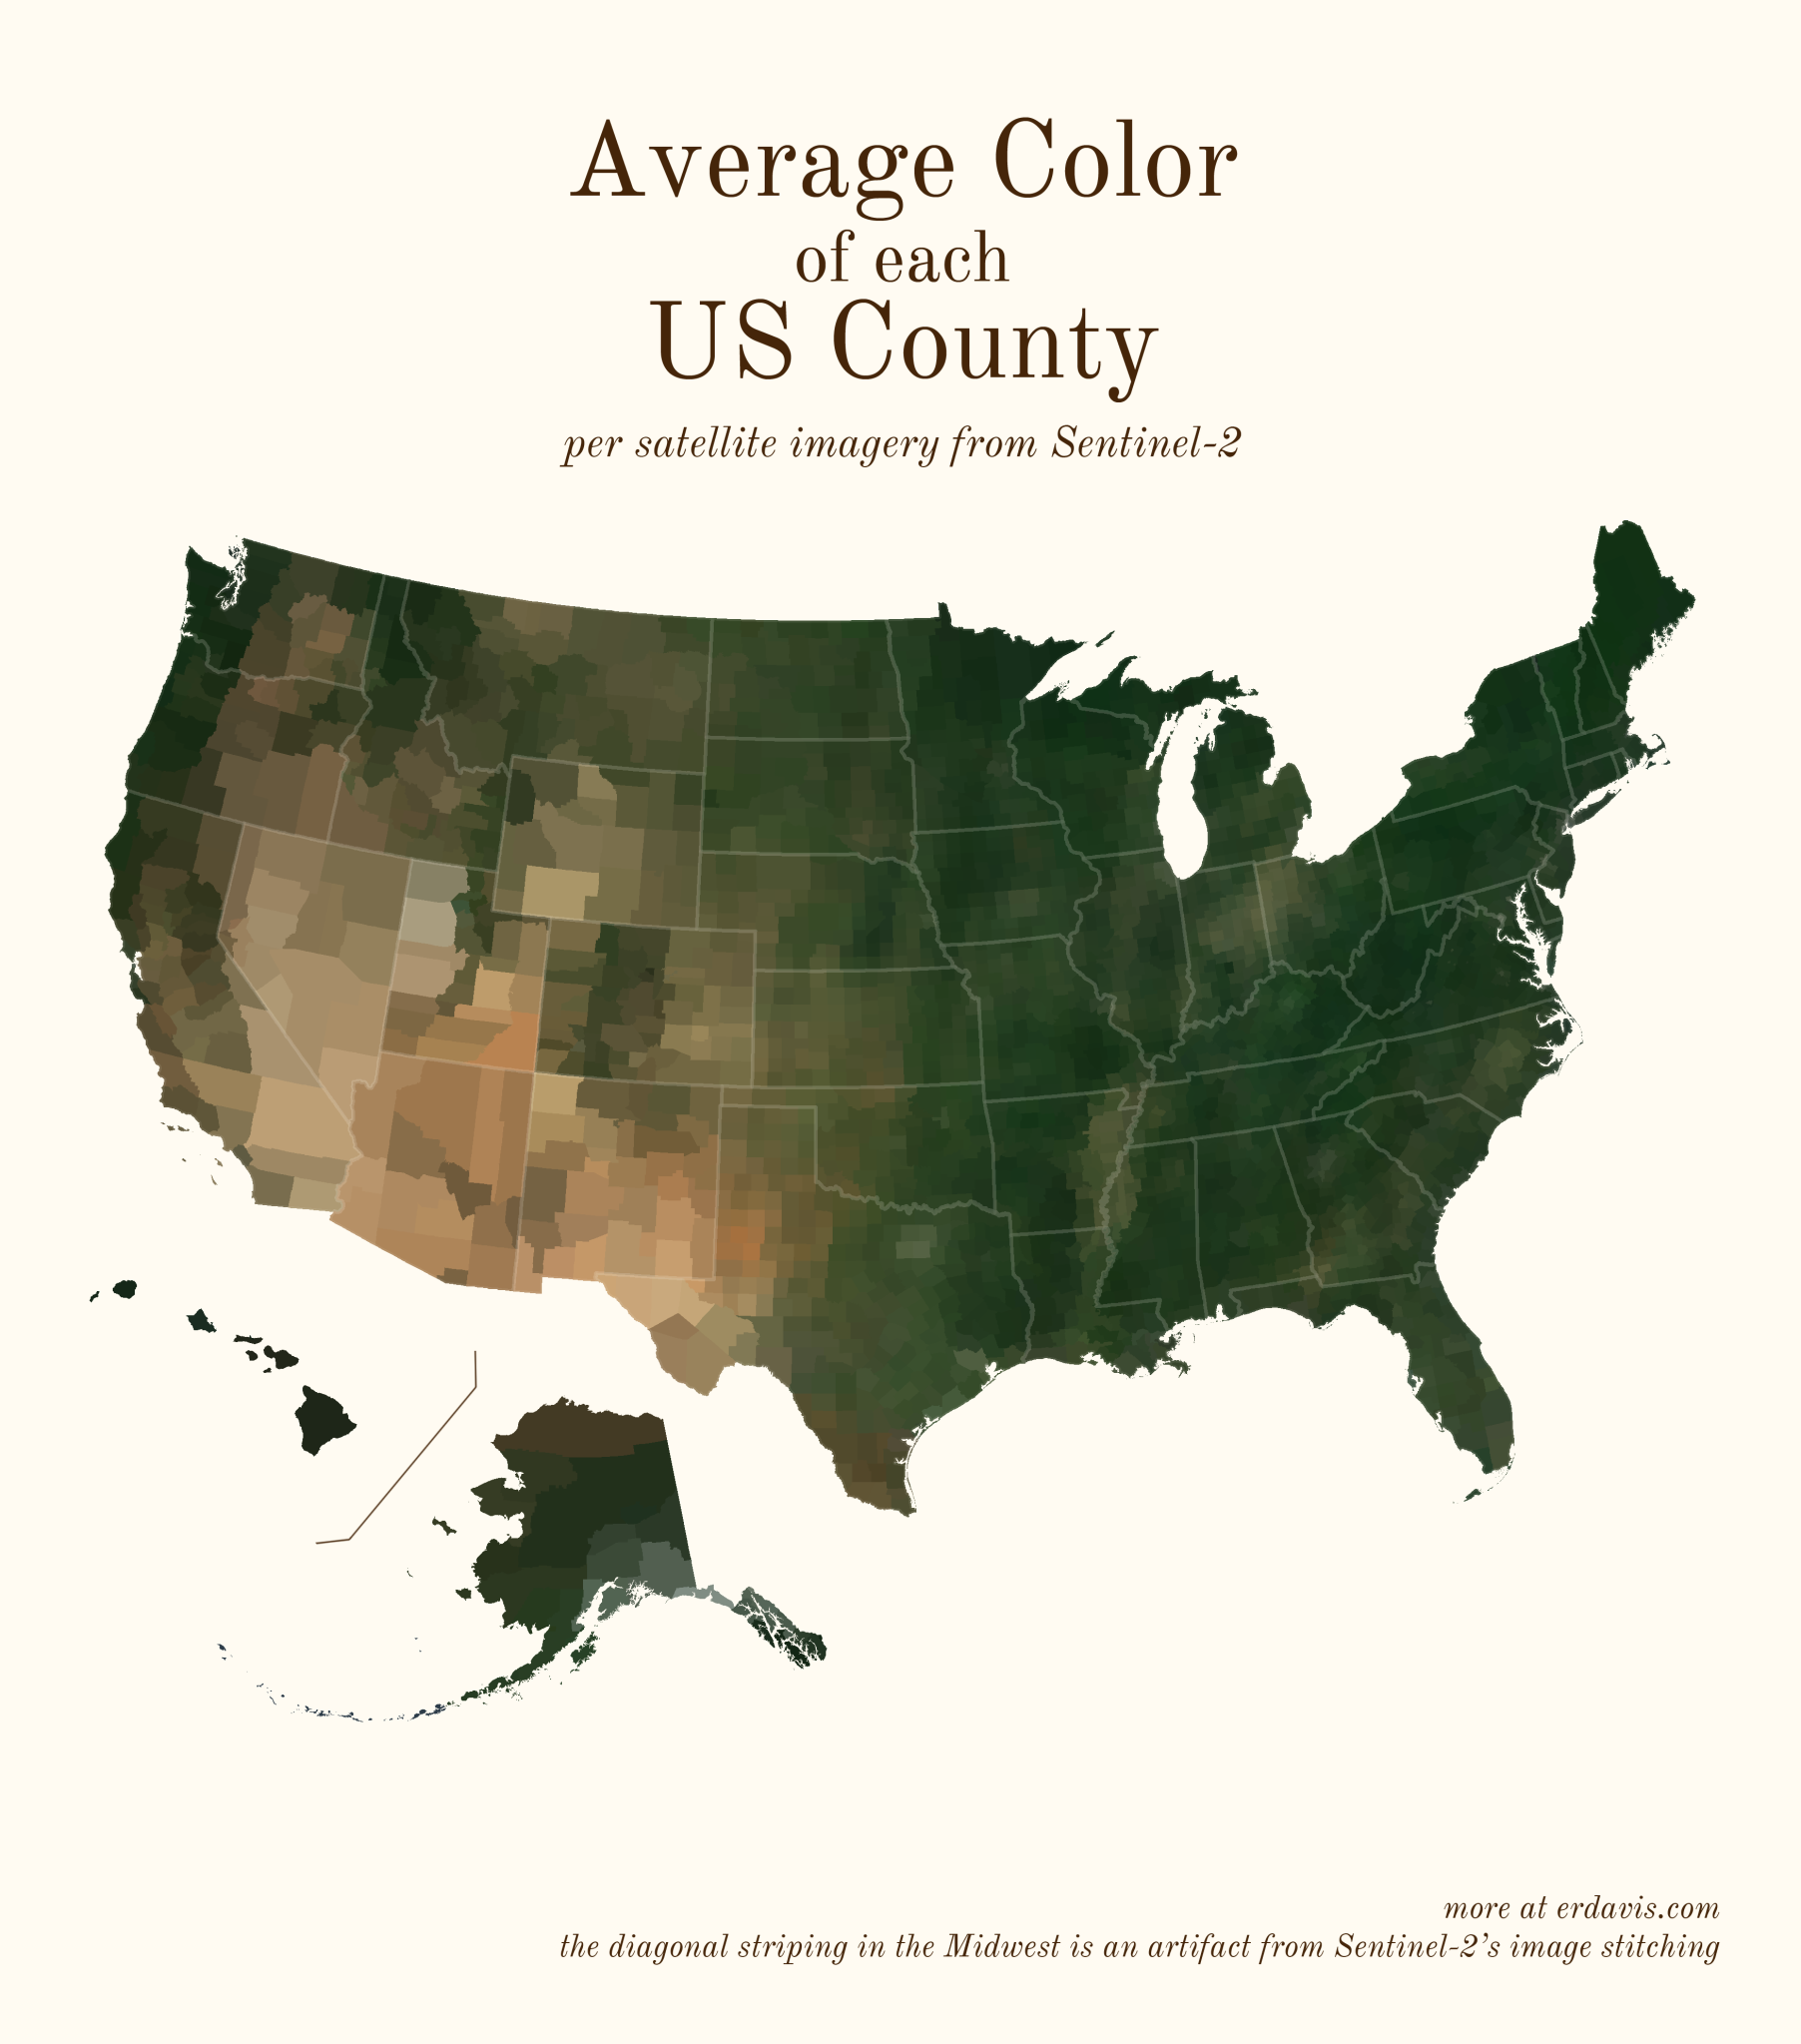 Average Color
of each
US County
per satellite imagery from Sentinel-2
more at erdavis.com
the diagonal striping in the Midwest is an artifact from Sentinel-2’s image stitching